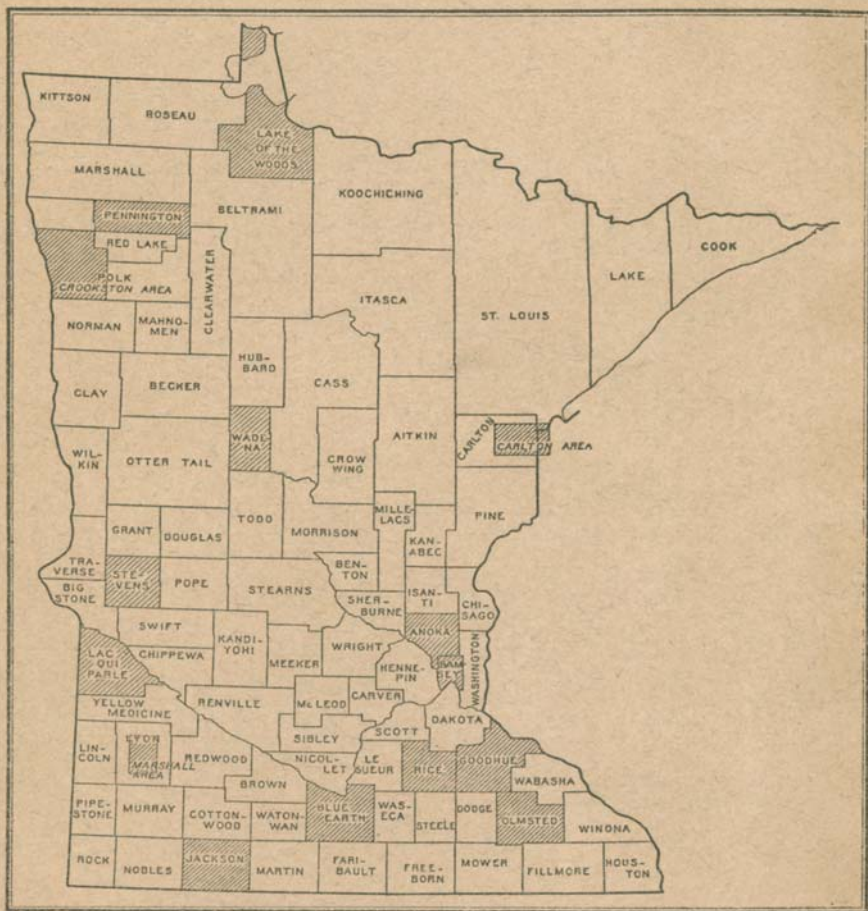 KITTSON
ROSEAU
LAKE
OF THE
WOODS
MARSHALL
KOOCHICHING
BELTRAMI
PENNINGTON
RED LAKE
POLK
CROOKSTON AREA
CLEARWATER
COOK
LAKE
ITASCA
ST. LOUIS
NORMAN
MAHNO-
MEN
HUB-
BARD
CASS
CLAY
BECKER
WADE-
NA
AITKIN
CARLTON
CARLTON AREA
WIL-
KIN
OTTER TAIL
CROW
WING
TODD
MORRISON
MILLE
LACS
PINE
KAN-
ABEC
GRANT
DOUGLAS
TRA-
VERSE
STE-
VENS
POPE
STEARNS
BEN-
TON
BIG
STONE
SHER-
BURNE
ISAN-
TI
CHI-
SAGO
SWIFT
KANDI-
YOHI
ANOKA
LAC
QUI
PARLE
CHIPPEWA
MEEKER
WRIGHT
HENNE-
PIN
RAM-
SEY
WASHINGTON
YELLOW
MEDICINE
RENVILLE
McLEOD
CARVER
SCOTT
DAKOTA
LIN-
COLN
LYON
MARSHALL
AREA
REDWOOD
SIBLEY
NICOL-
LET
LE
SUEUR
RICE
GOODHUE
WABASHA
BROWN
PIPE-
STONE
MURRAY
COTTON-
WOOD
WATON-
WAN
BLUE
EARTH
WAS-
ECA
STEELE
DODGE
OLMSTED
WINONA
ROCK
NOBLES
JACKSON
MARTIN
FARI-
BAULT
FREE-
BORN
MOWER
FILLMORE
HOUS-
TON